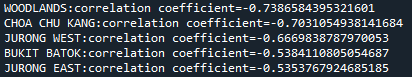 WOODLANDS:correlation coefficient=-0.7386584395321601
CHOA CHU KANG:correlation coefficient=-0.7031054938141684
JURONG WEST:correlation coefficient=-0.6669838787970053
BUKIT BATOK:correlation coefficient=-0.5384110805054687
JURONG EAST:correlation coefficient=-0.5353767924685185